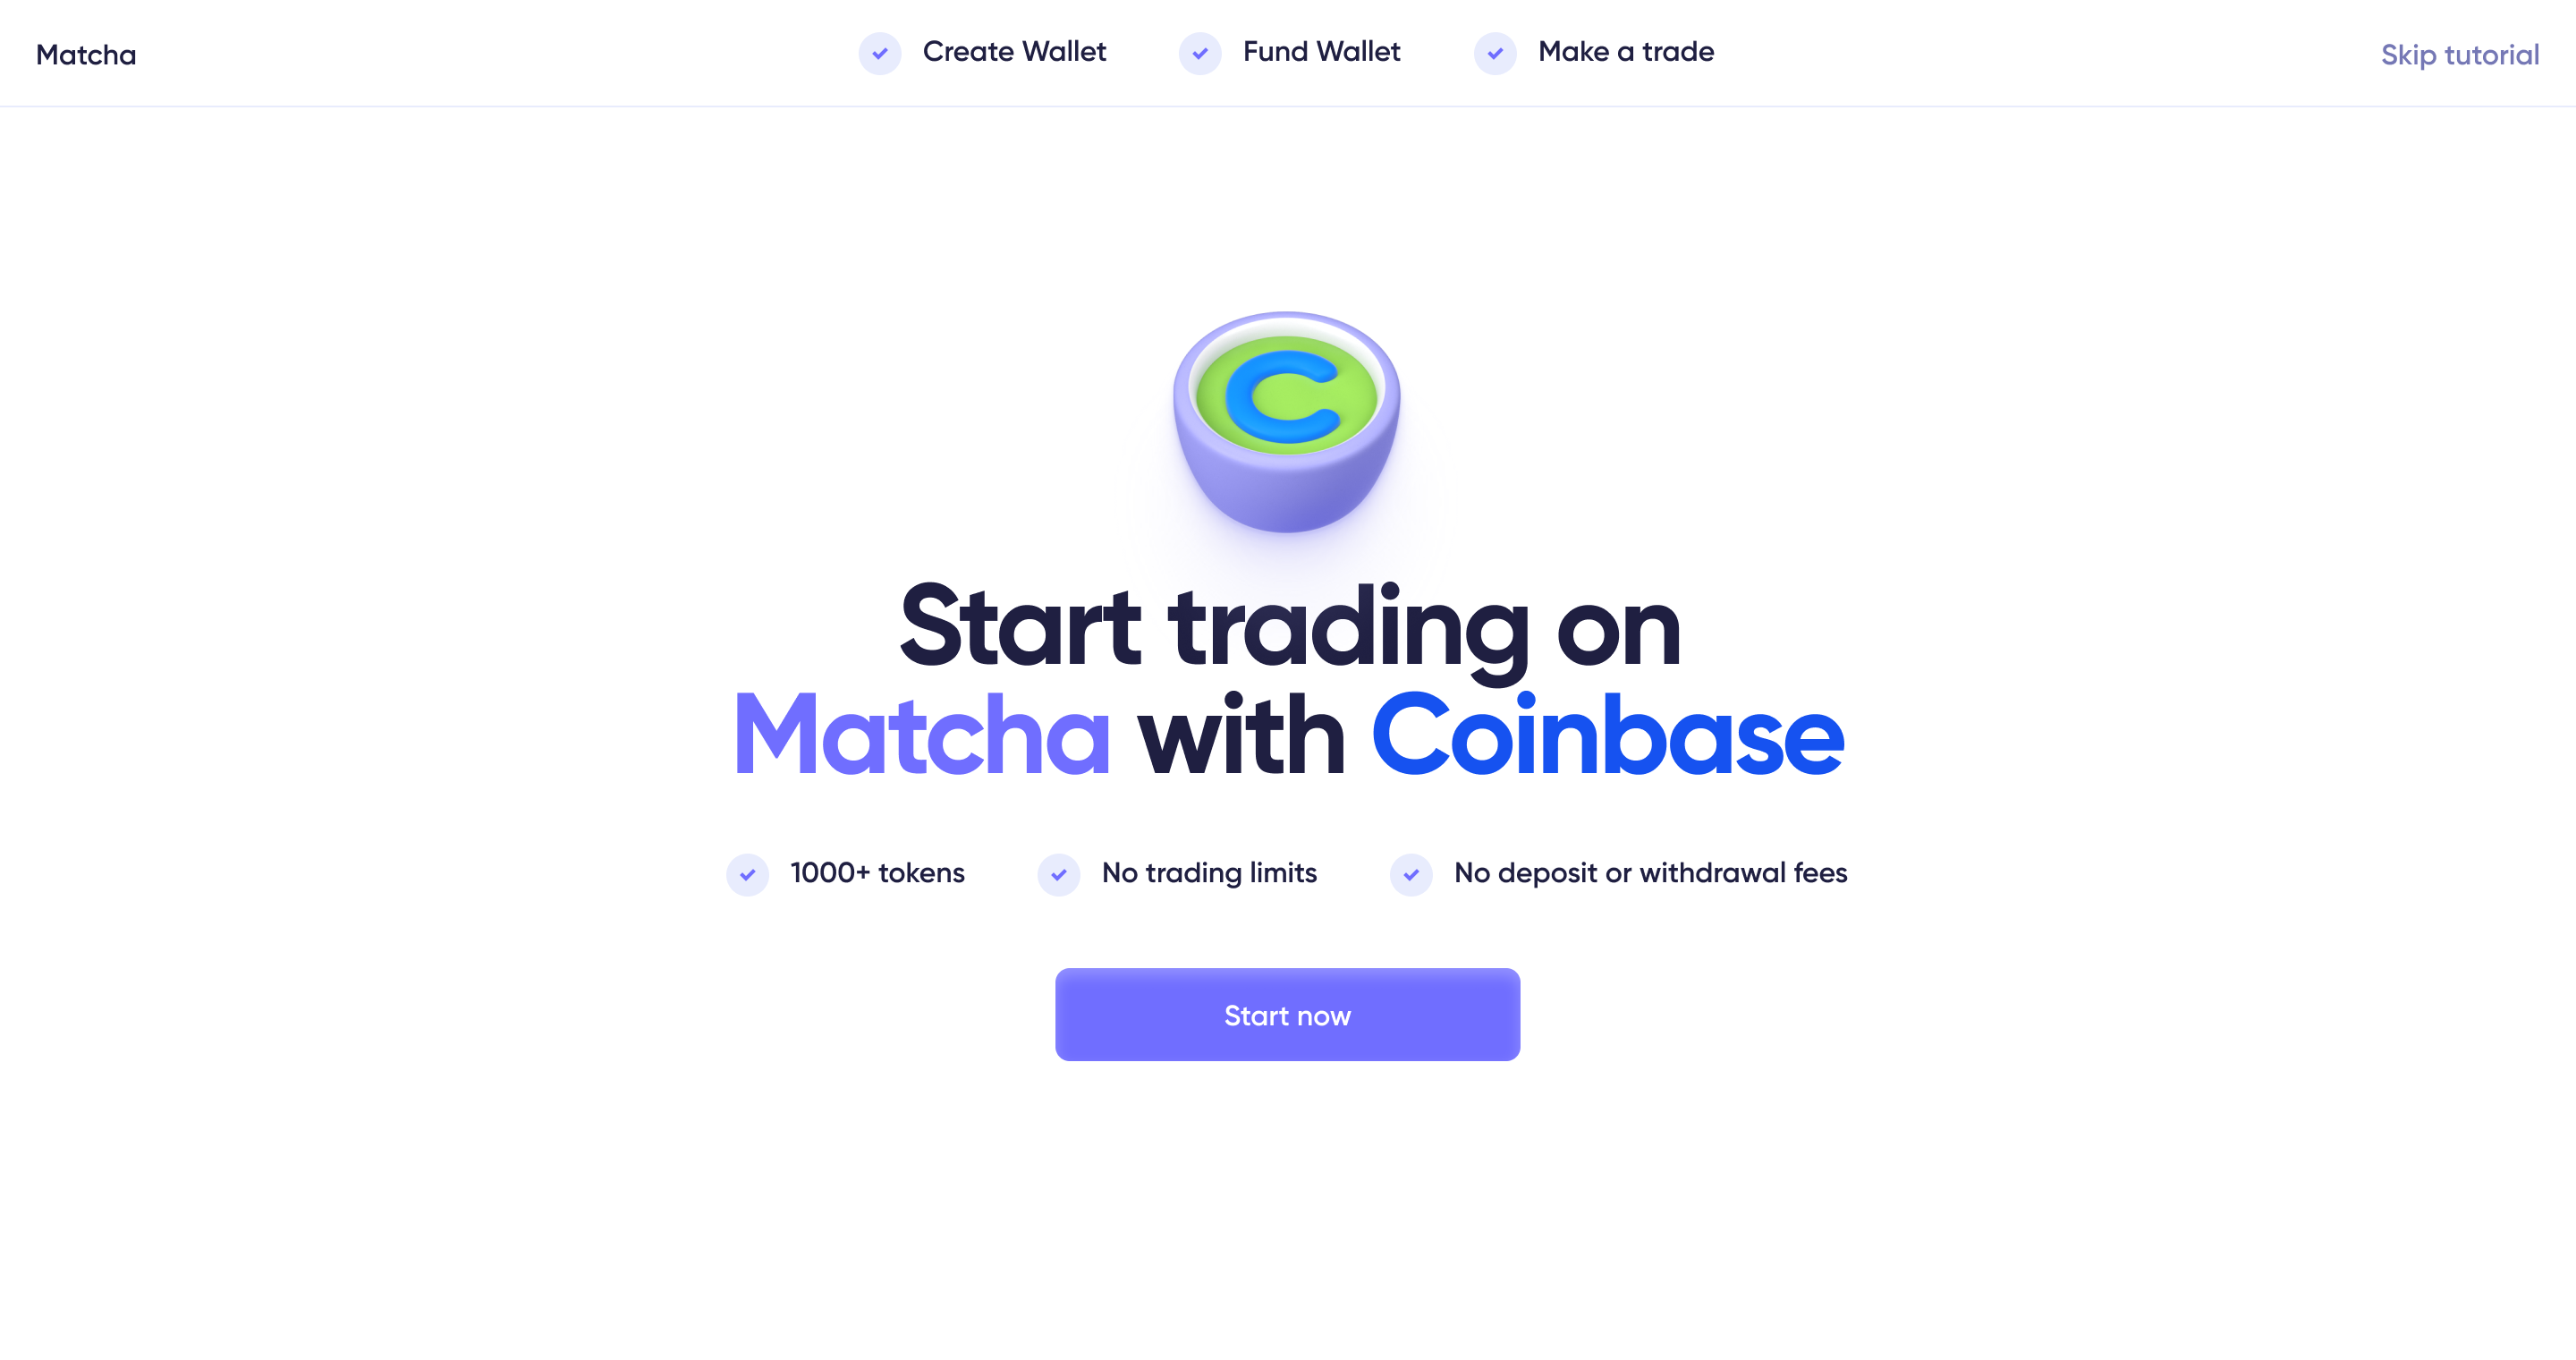 Matcha
Create Wallet
Fund Wallet
Make a trade
Skip tutorial
C
Start trading on
Matcha with Coinbase
1000+ tokens
No trading limits
No deposit or withdrawal fees
Start now